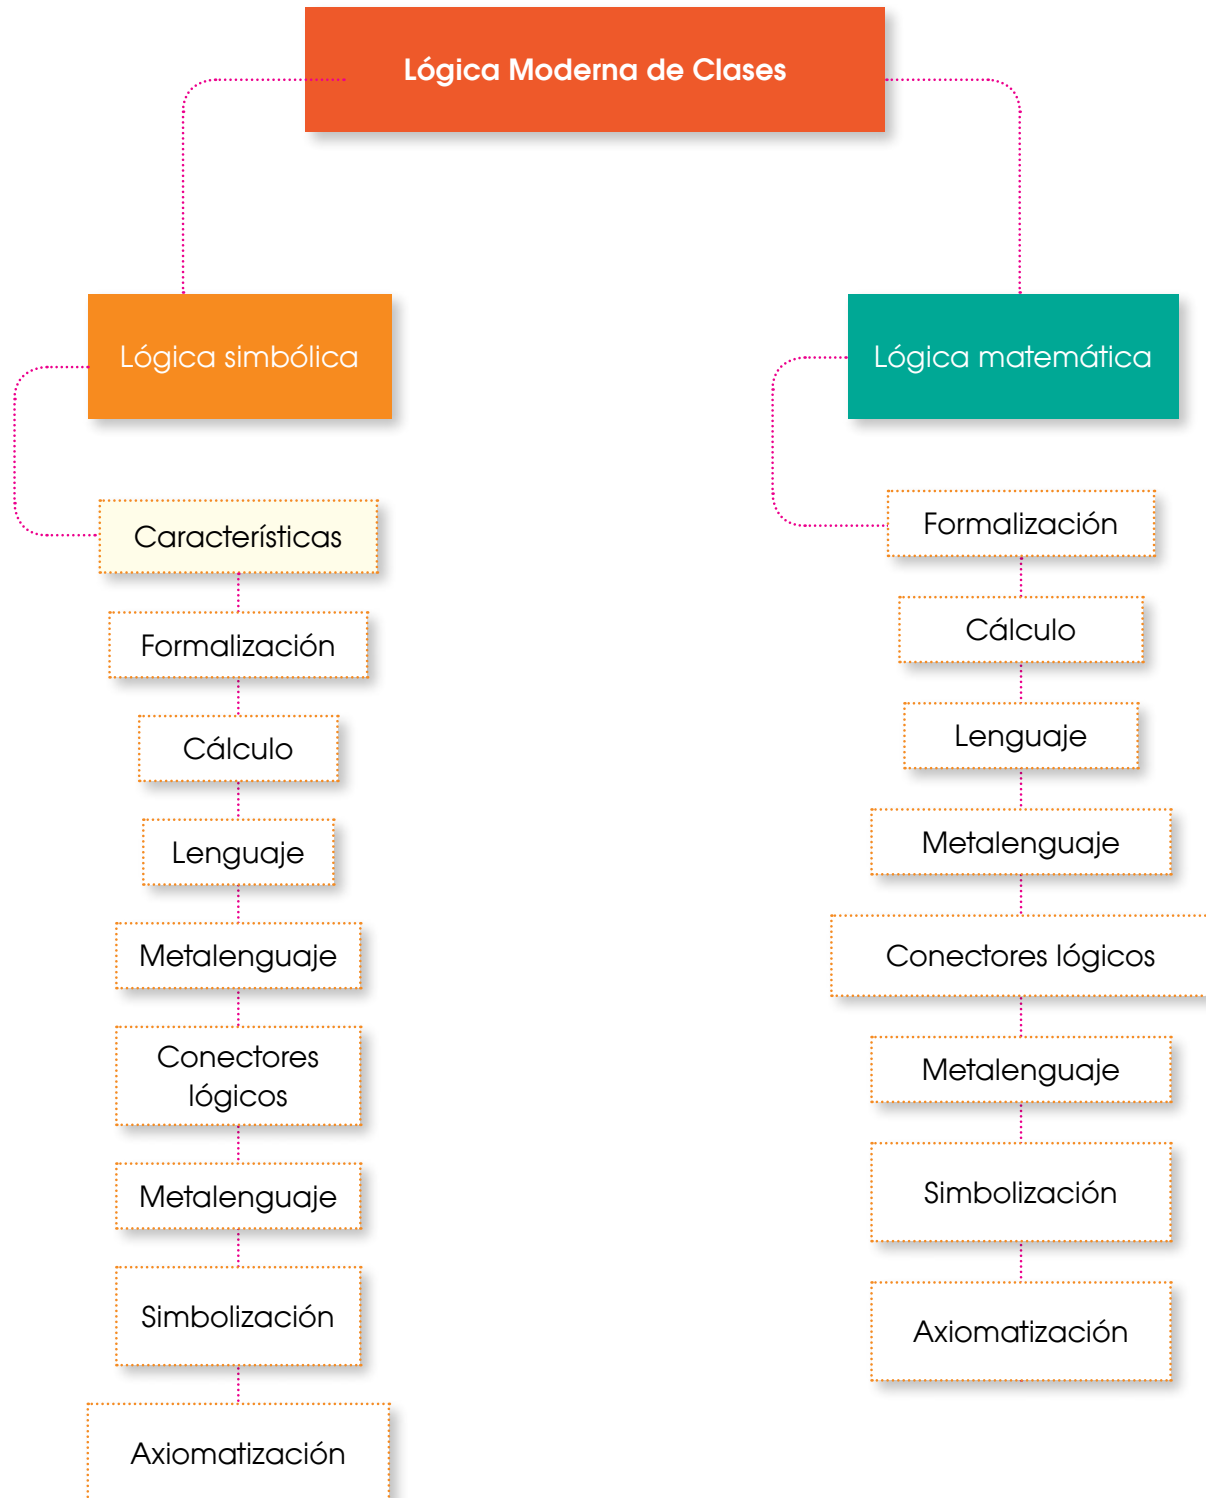 Lógica Moderna de Clases
Lógica simbólica
Características
Formalización
Cálculo
Lenguaje
Metalenguaje
Conectores
lógicos
Metalenguaje
Simbolización
Axiomatización
Lógica matemática
Formalización
Cálculo
Lenguaje
Metalenguaje
Conectores lógicos
Metalenguaje
Simbolización
Axiomatización